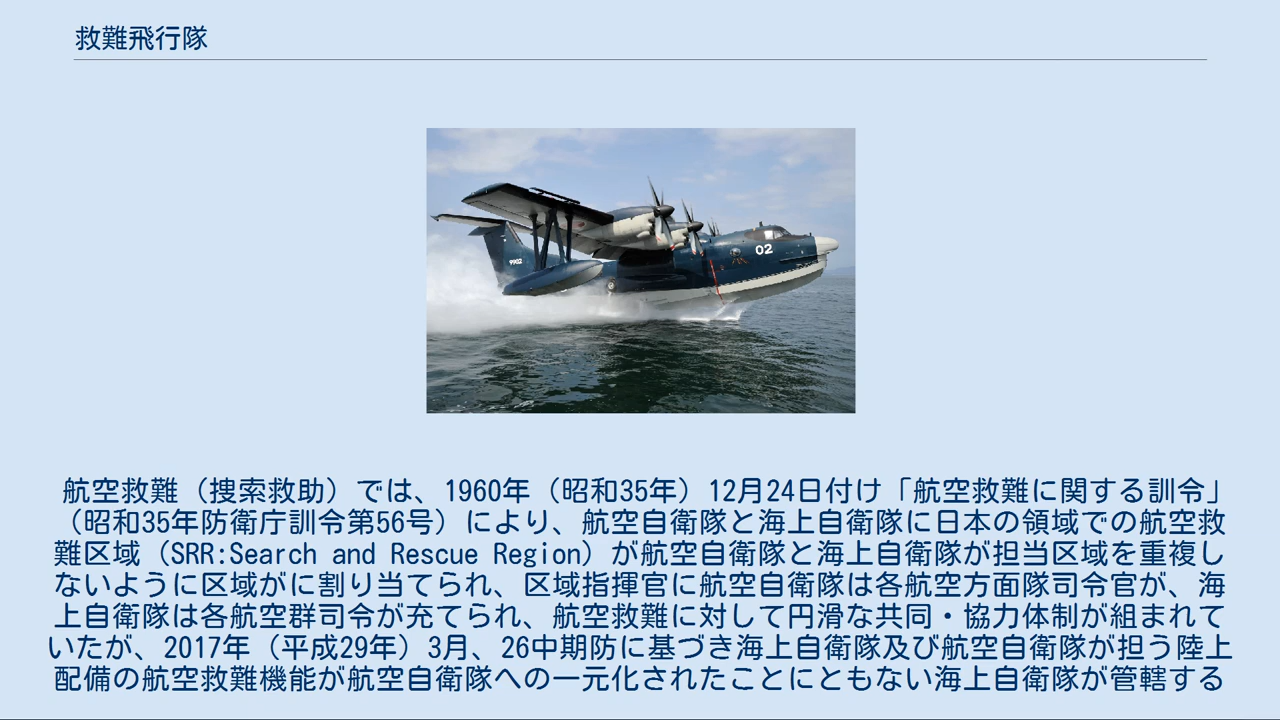 救難飛行隊
02
9902
航空救難（捜索救助）では、1960年（昭和35年）12月24日付け「航空救難に関する訓令」
（昭和35年防衛庁訓令第56号）により、航空自衛隊と海上自衛隊に日本の領域での航空救
難区域（SRR:Search and Rescue Region）が航空自衛隊と海上自衛隊が担当区域を重複し
ないように区域がに割り当てられ、区域指揮官に航空自衛隊は各航空方面隊司令官が、海
上自衛隊は各航空群司令が充てられ、航空救難に対して円滑な共同・協力体制が組まれて
いたが、2017年（平成29年）3月、26中期防に基づき海上自衛隊及び航空自衛隊が担う陸上
配備の航空救難機能が航空自衛隊への一元化されたことにともない海上自衛隊が管轄する